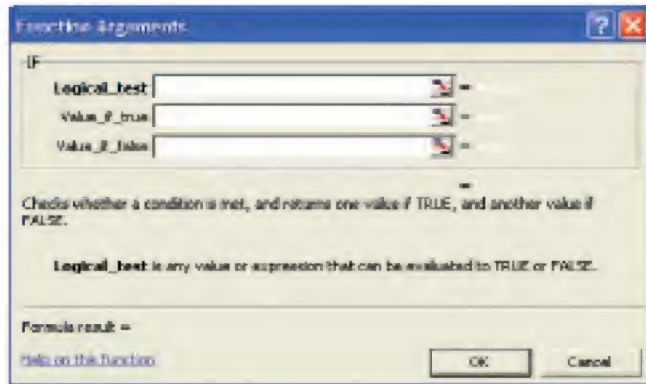 Function Arguments
IF
Logical_test =
Value_if_true =
Value_if_false =
=
Checks whether a condition is met, and returns one value if TRUE, and another value if
FALSE.
Logical_test is any value or expression that can be evaluated to TRUE or FALSE.
Formula result =
Help on this function
OK Cancel